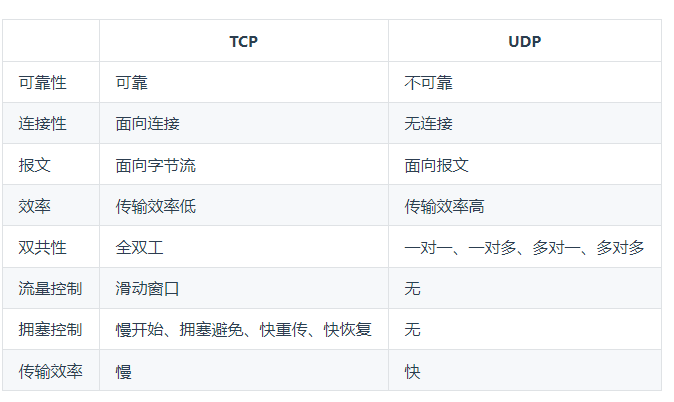 TCP UDP
可靠性 可靠 不可靠
连接性 面向连接 无连接
报文 面向字节流 面向报文
效率 传输效率低 传输效率高
双共性 全双工 一对一、一对多、多对一、多对多
流量控制 滑动窗口 无
拥塞控制 慢开始、拥塞避免、快重传、快恢复 无
传输效率 慢 快